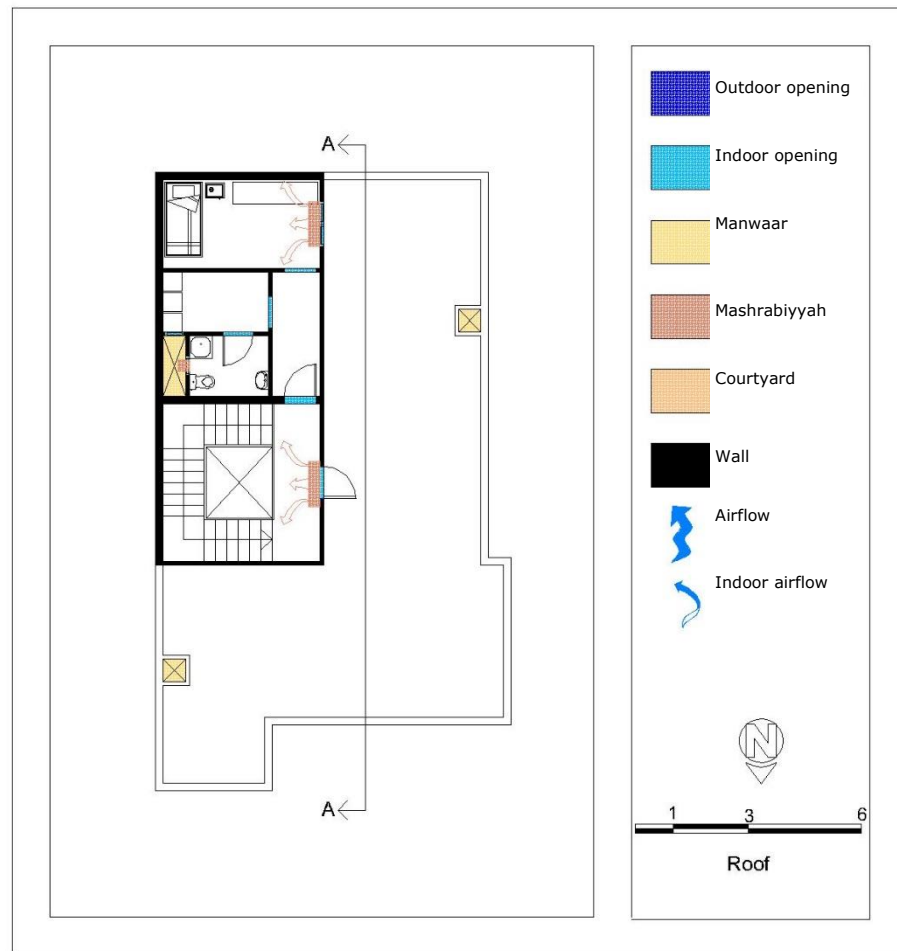 A
A
Outdoor opening
Indoor opening
Manwaar
Mashrabiyyah
Courtyard
Wall
Airflow
Indoor airflow
N
1 3 6
Roof